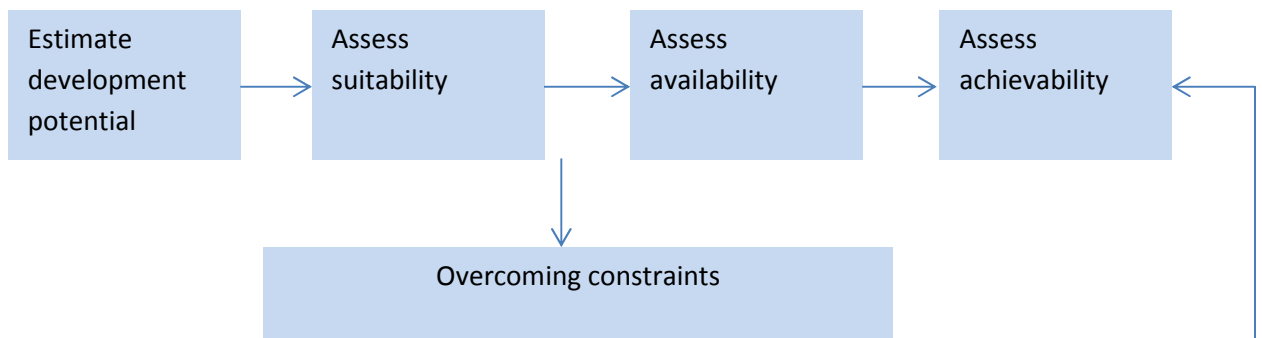 Estimate
development
potential
Assess
suitability
Assess
availability
Assess
achievability
Overcoming constraints